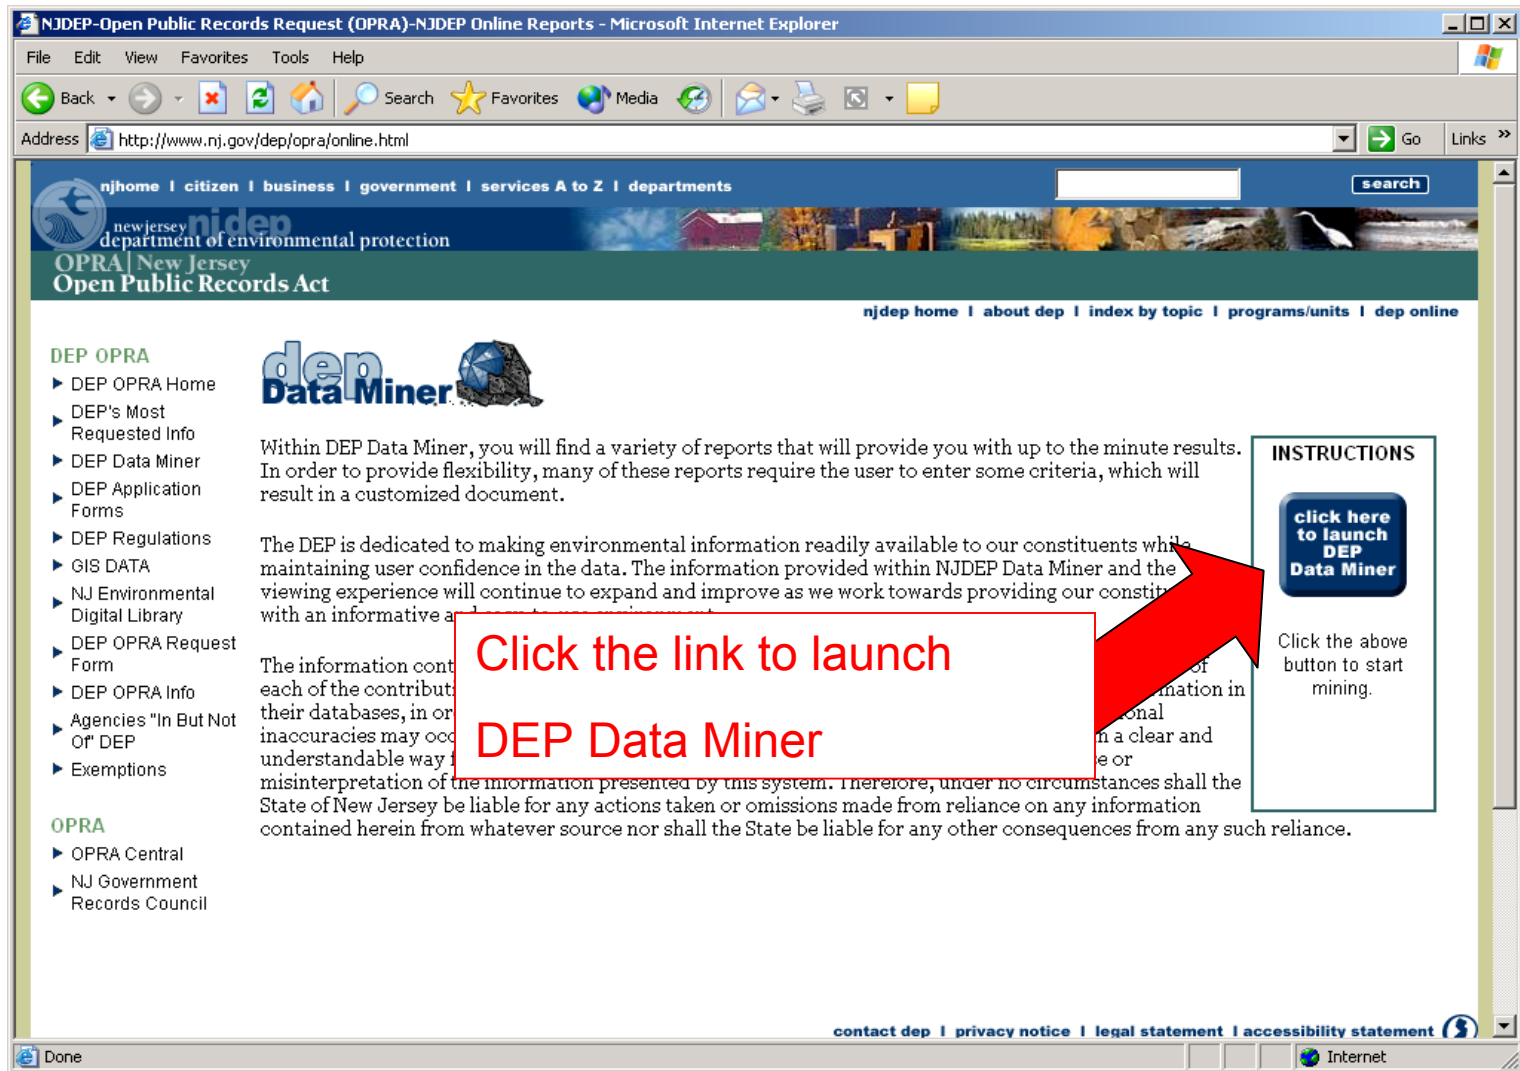 NJDEP-Open Public Records Request (OPRA)-NJDEP Online Reports - Microsoft Internet Explorer
File Edit View Favorites Tools Help
Back Search Favorites Media
Address http://www.nj.gov/dep/opra/online.html Go Links »
njhome | citizen | business | government | services A to Z | departments search
newjersey njdep
department of environmental protection
OPRA | New Jersey
Open Public Records Act
njdep home | about dep | index by topic | programs/units | dep online
DEP OPRA
DEP OPRA Home
DEP's Most
Requested Info
DEP Data Miner
DEP Application
Forms
DEP Regulations
GIS DATA
NJ Environmental
Digital Library
DEP OPRA Request
Form
DEP OPRA Info
Agencies "In But Not
Of" DEP
Exemptions
OPRA
OPRA Central
NJ Government
Records Council
dep
Data Miner
Within DEP Data Miner, you will find a variety of reports that will provide you with up to the minute results.
In order to provide flexibility, many of these reports require the user to enter some criteria, which will
result in a customized document.
The DEP is dedicated to making environmental information readily available to our constituents while
maintaining user confidence in the data. The information provided within NJDEP Data Miner and the
viewing experience will continue to expand and improve as we work towards providing our
with an informative
The information of
each of the in
their databases, in
inaccuracies may a clear and
understandable way or
misinterpretation of the information presented by this system. Therefore, under no circumstances shall the
State of New Jersey be liable for any actions taken or omissions made from reliance on any information
contained herein from whatever source nor shall the State be liable for any other consequences from any such reliance.
Click the link to launch
DEP Data Miner
INSTRUCTIONS
click here
to launch
DEP
Data Miner
Click the above
button to start
mining.
contact dep | privacy notice | legal statement | accessibility statement
Done Internet